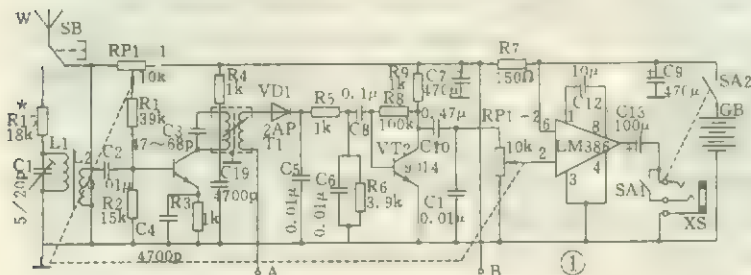 W
SB
RP1 1
10k
R7
150Ω
*
R17
18k
L1
L2
C1
5/20p
R1
39k
C2
.01μ
R2
15k
C4
4700p
C3
47~68p
R3
1k
R4
1k
T1
C19
4700p
VD1
2AP
R5
1k
C5
0.01μ
C6
0.01μ
0.1μ
C8
R6
3.9k
R8
100k
R9
1k
C7
470μ
VT2
9014
0.47μ
C10
C1
0.01μ
RP1-2
10k
10μ
C12
1
8
6
2
3
4
LM386
C13
100μ
C9
470μ
SA2
GB
SA1
XS
A
B
①